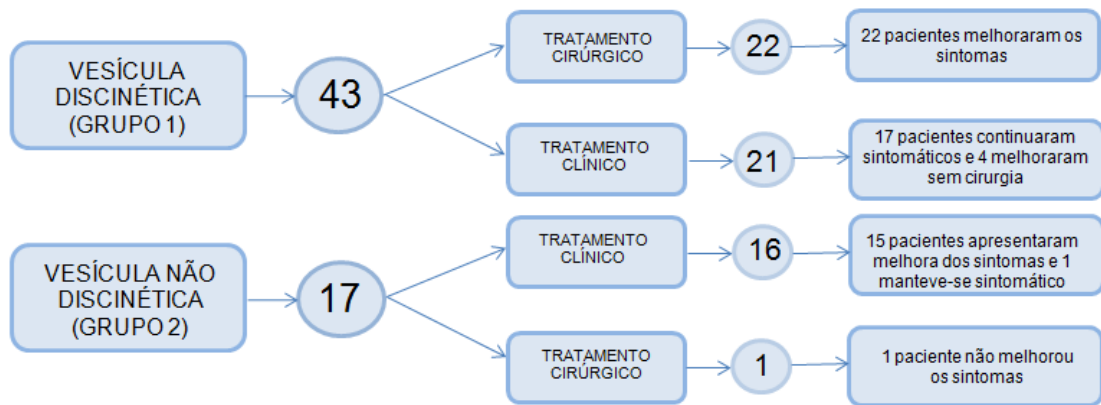 VESÍCULA
DISCINÉTICA
(GRUPO 1)
43
TRATAMENTO
CIRÚRGICO
22
22 pacientes melhoraram os
sintomas
TRATAMENTO
CLÍNICO
21
17 pacientes continuaram
sintomáticos e 4 melhoraram
sem cirurgia
VESÍCULA NÃO
DISCINÉTICA
(GRUPO 2)
17
TRATAMENTO
CLÍNICO
16
15 pacientes apresentaram
melhora dos sintomas e 1
manteve-se sintomático
TRATAMENTO
CIRÚRGICO
1
1 paciente não melhorou
os sintomas